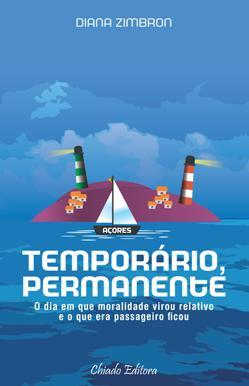 DIANA ZIMBRON
AÇORES
TEMPORÁRIO,
PERMANENTE
O dia em que moralidade virou relativo
e o que era passageiro ficou
Chiado Editora